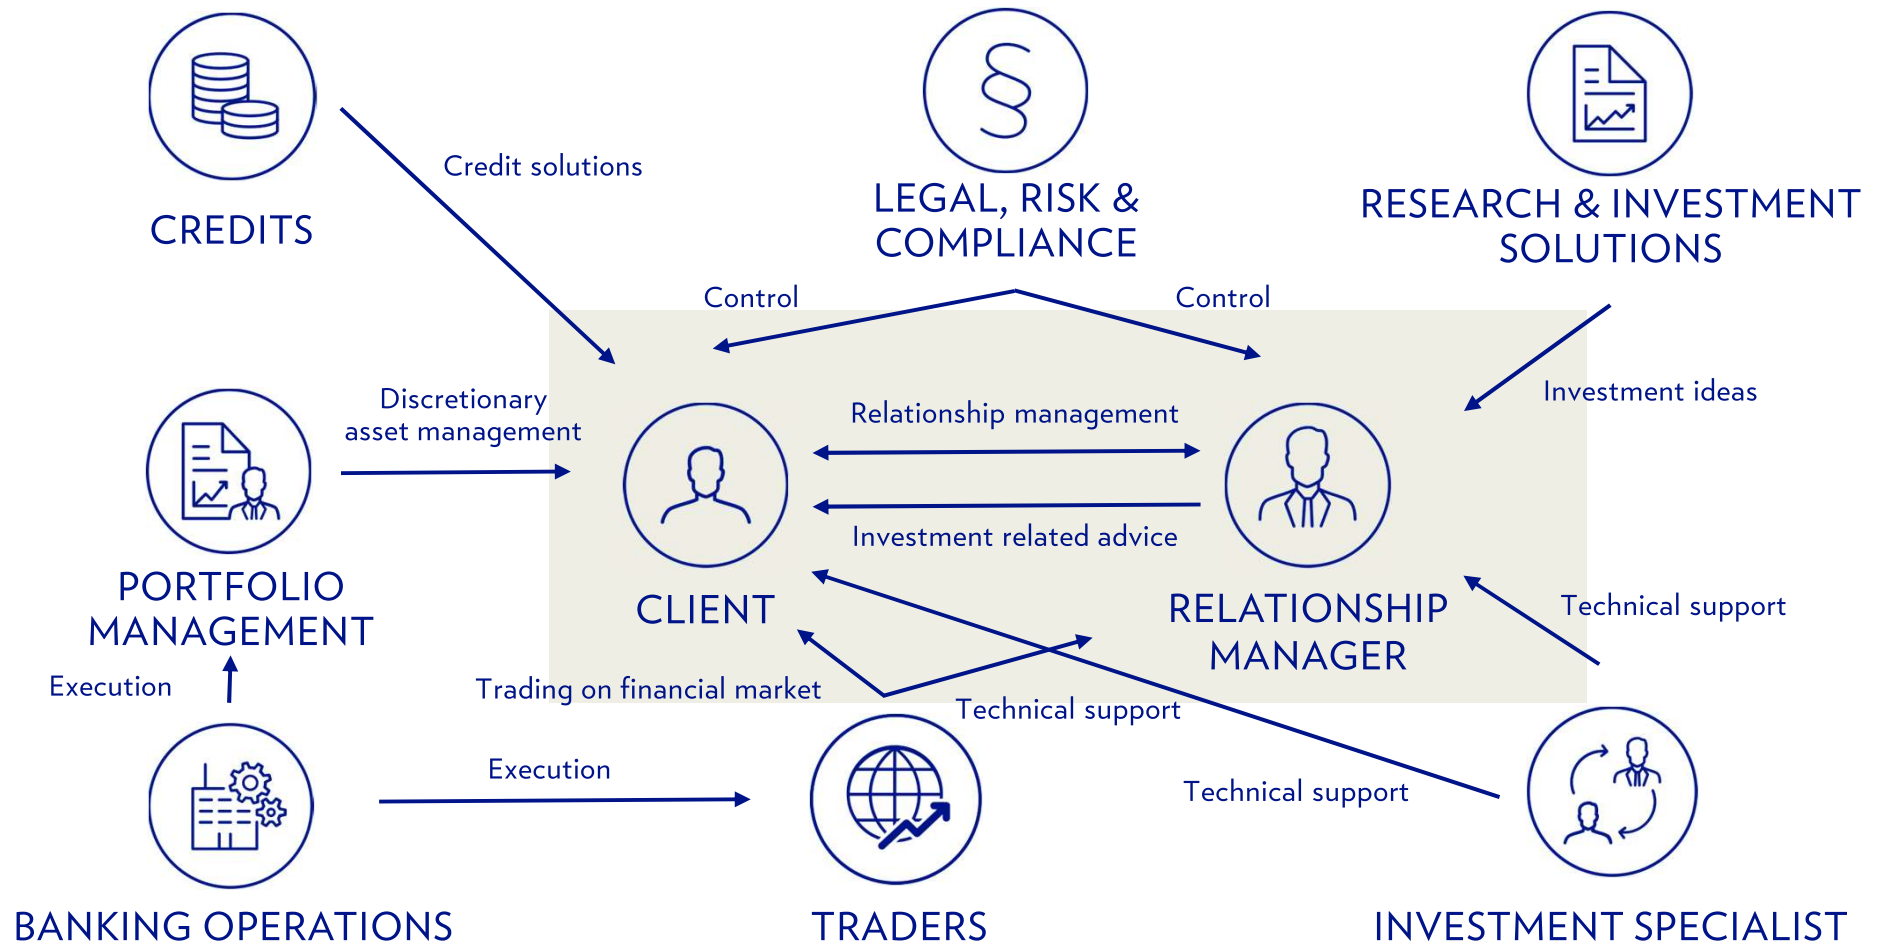 Credit solutions
CREDITS
LEGAL, RISK &
COMPLIANCE
RESEARCH & INVESTMENT
SOLUTIONS
Control
Control
Investment ideas
Discretionary
asset management
Relationship management
Investment related advice
PORTFOLIO
MANAGEMENT
CLIENT
RELATIONSHIP
MANAGER
Technical support
Execution
Trading on financial market
Technical support
Execution
Technical support
BANKING OPERATIONS
TRADERS
INVESTMENT SPECIALIST